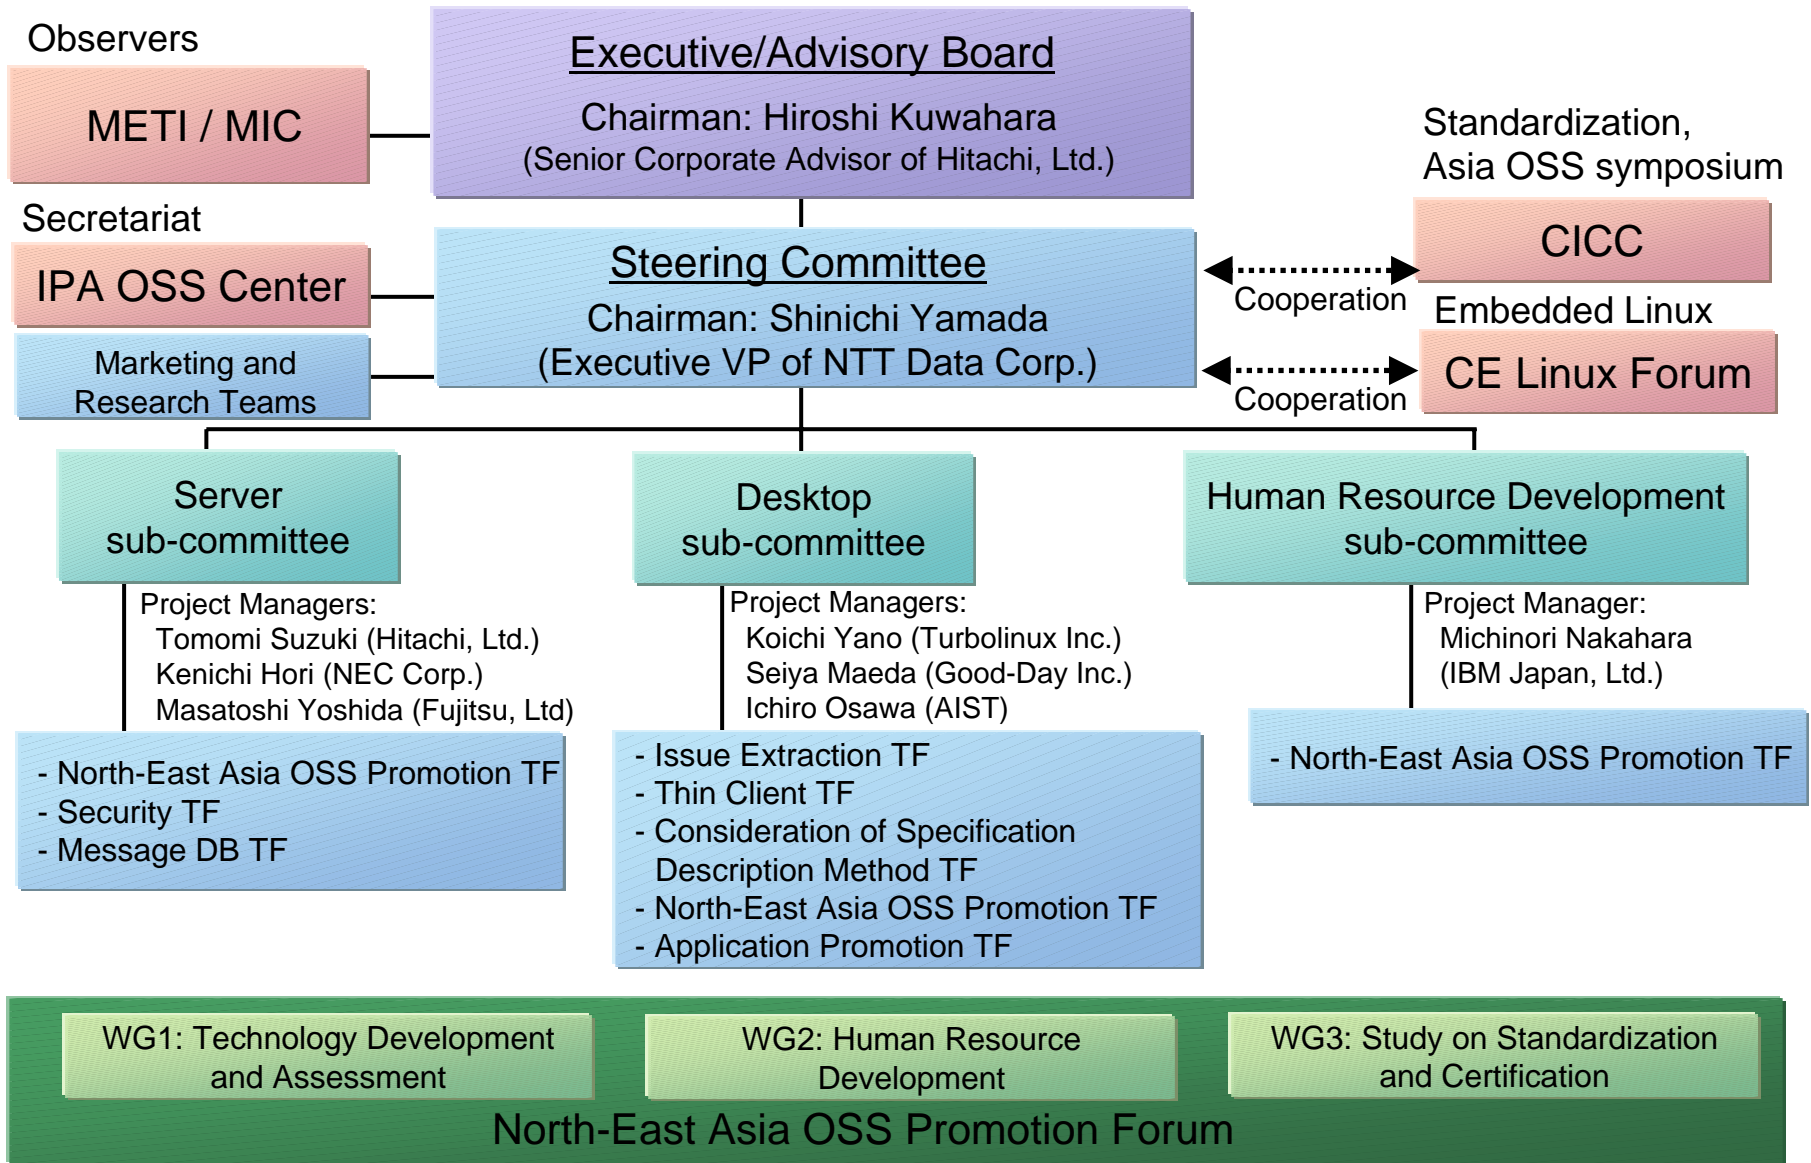 Observers
METI / MIC
Executive/Advisory Board
Chairman: Hiroshi Kuwahara
(Senior Corporate Advisor of Hitachi, Ltd.)
Standardization,
Asia OSS symposium
CICC
Secretariat
IPA OSS Center
Marketing and
Research Teams
Steering Committee
Chairman: Shinichi Yamada
(Executive VP of NTT Data Corp.)
Cooperation
Embedded Linux
CE Linux Forum
Cooperation
Server
sub-committee
Desktop
sub-committee
Human Resource Development
sub-committee
Project Managers:
Tomomi Suzuki (Hitachi, Ltd.)
Kenichi Hori (NEC Corp.)
Masatoshi Yoshida (Fujitsu, Ltd)
Project Managers:
Koichi Yano (Turbolinux Inc.)
Seiya Maeda (Good-Day Inc.)
Ichiro Osawa (AIST)
Project Manager:
Michinori Nakahara
(IBM Japan, Ltd.)
- North-East Asia OSS Promotion TF
- Security TF
- Message DB TF
- Issue Extraction TF
- Thin Client TF
- Consideration of Specification
Description Method TF
- North-East Asia OSS Promotion TF
- Application Promotion TF
- North-East Asia OSS Promotion TF
WG1: Technology Development
and Assessment
WG2: Human Resource
Development
WG3: Study on Standardization
and Certification
North-East Asia OSS Promotion Forum